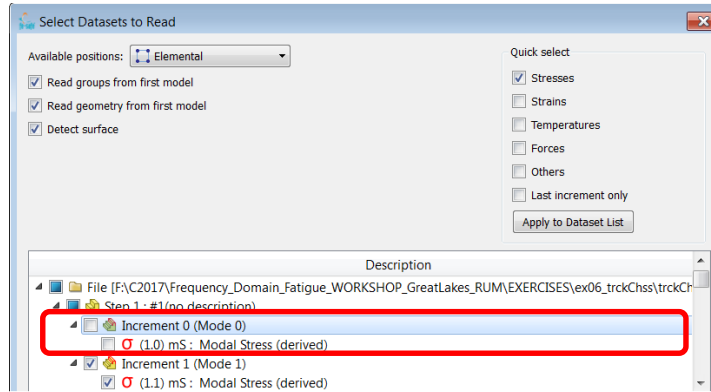 Select Datasets to Read
Available positions: Elemental
Read groups from first model
Read geometry from first model
Detect surface
Quick select
Stresses
Strains
Temperatures
Forces
Others
Last increment only
Apply to Dataset List
Description
File [F:\C2017\Frequency_Domain_Fatigue_WORKSHOP_GreatLakes_RUM\EXERCISES\ex06_trckChss\trckCh
Step 1 : #1(no description)
Increment 0 (Mode 0)
σ (1.0) mS : Modal Stress (derived)
Increment 1 (Mode 1)
σ (1.1) mS : Modal Stress (derived)